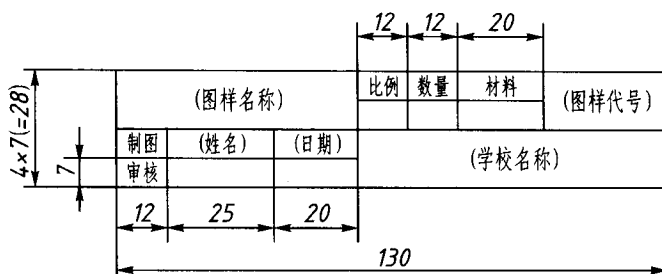 12 12 20
4×7(=28)
(图样名称) 比例 数量 材料 (图样代号)
制图 (姓名) (日期) (学校名称)
7 审核
12 25 20
130